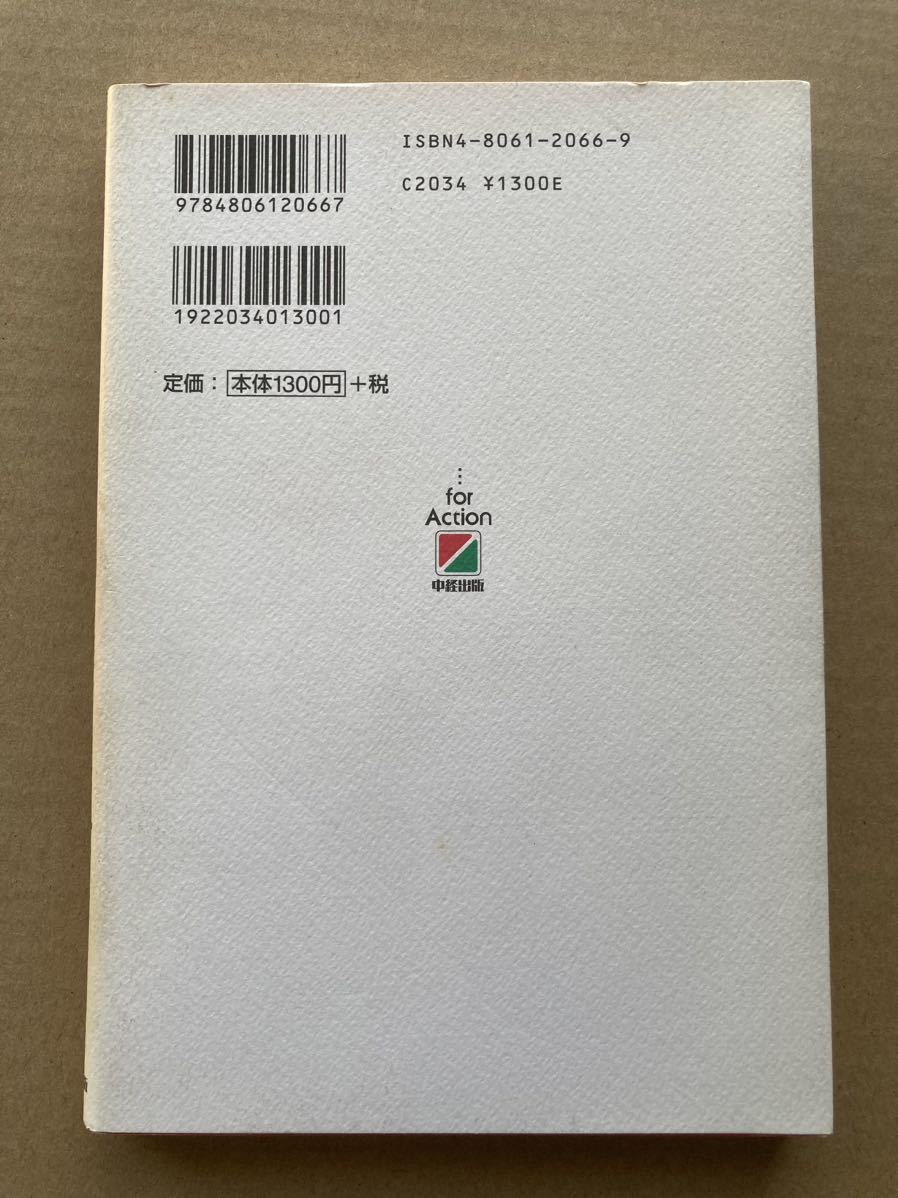 ISBN4-8061-2066-9
C2034 ¥1300E
9784806120667
1922034013001
定価：本体1300円+税
⋮
for
Action
中経出版